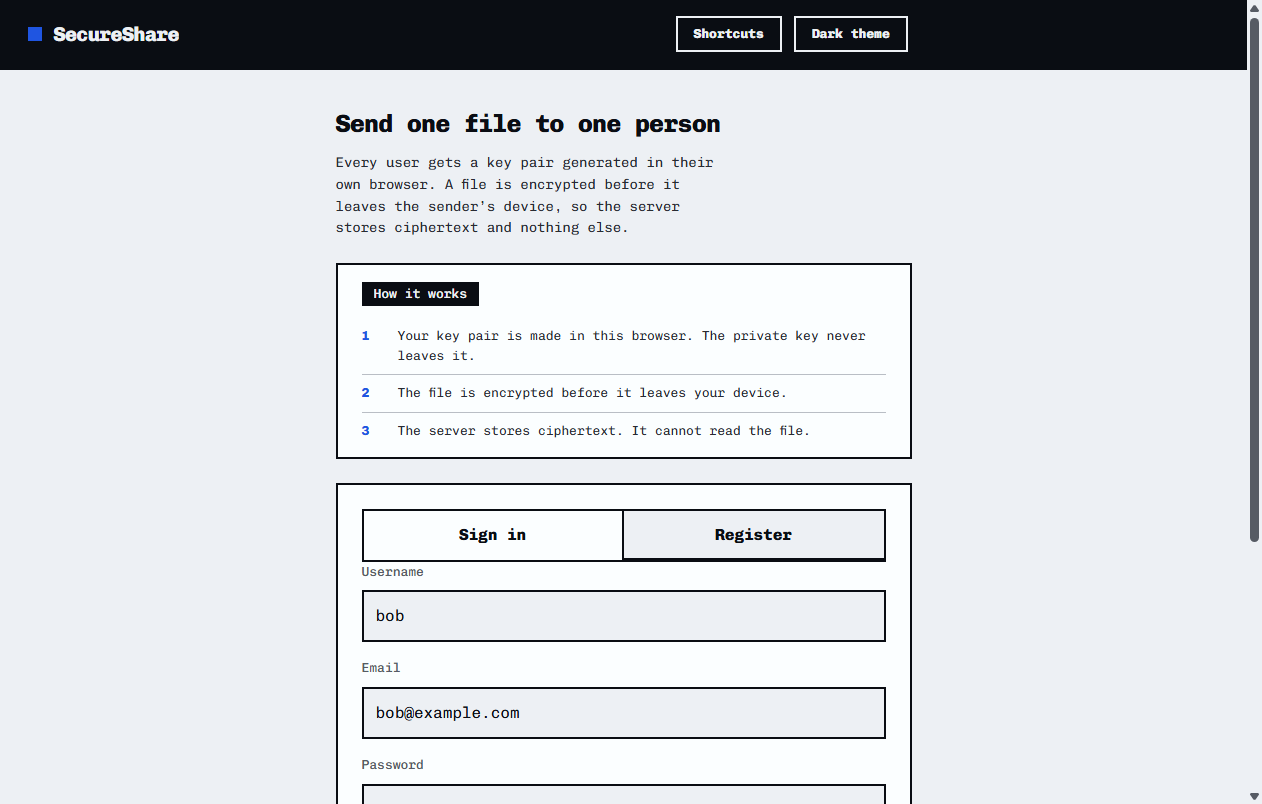 SecureShare
Shortcuts
Dark theme
Send one file to one person
Every user gets a key pair generated in their
own browser. A file is encrypted before it
leaves the sender’s device, so the server
stores ciphertext and nothing else.
How it works
1 Your key pair is made in this browser. The private key never
leaves it.
2 The file is encrypted before it leaves your device.
3 The server stores ciphertext. It cannot read the file.
Sign in
Register
Username
bob
Email
bob@example.com
Password